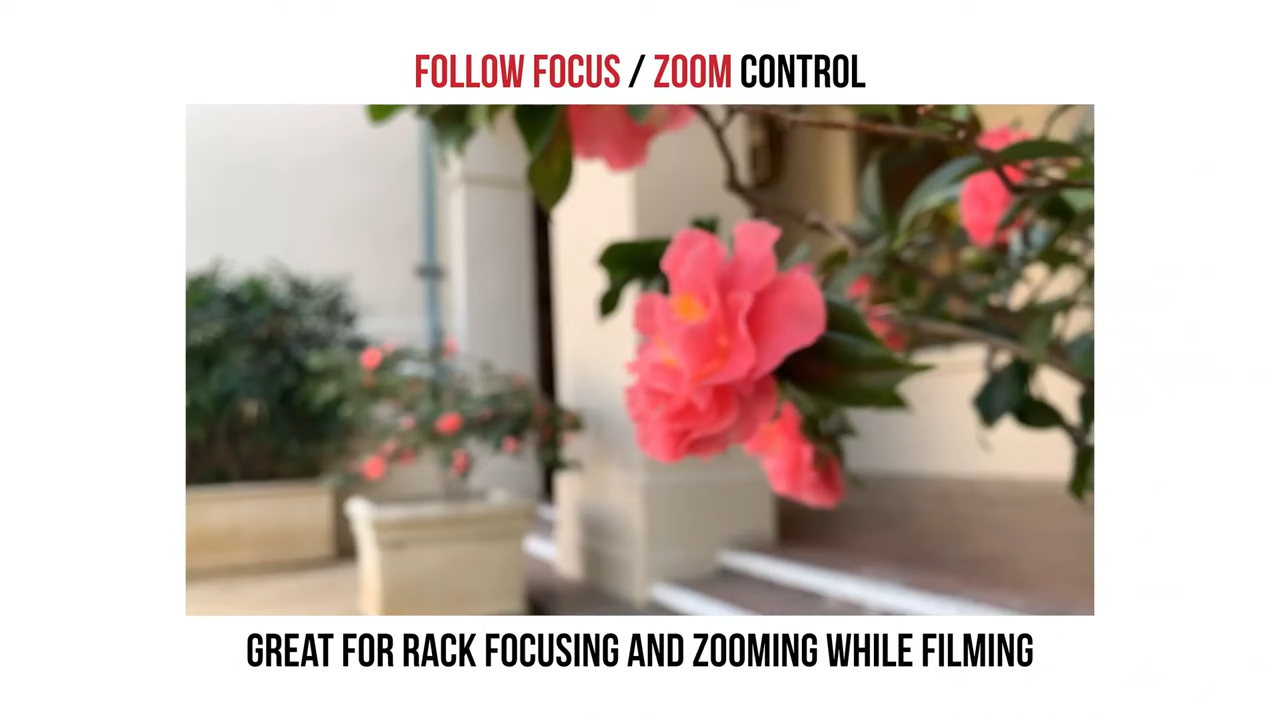 FOLLOW FOCUS / ZOOM CONTROL
GREAT FOR RACK FOCUSING AND ZOOMING WHILE FILMING